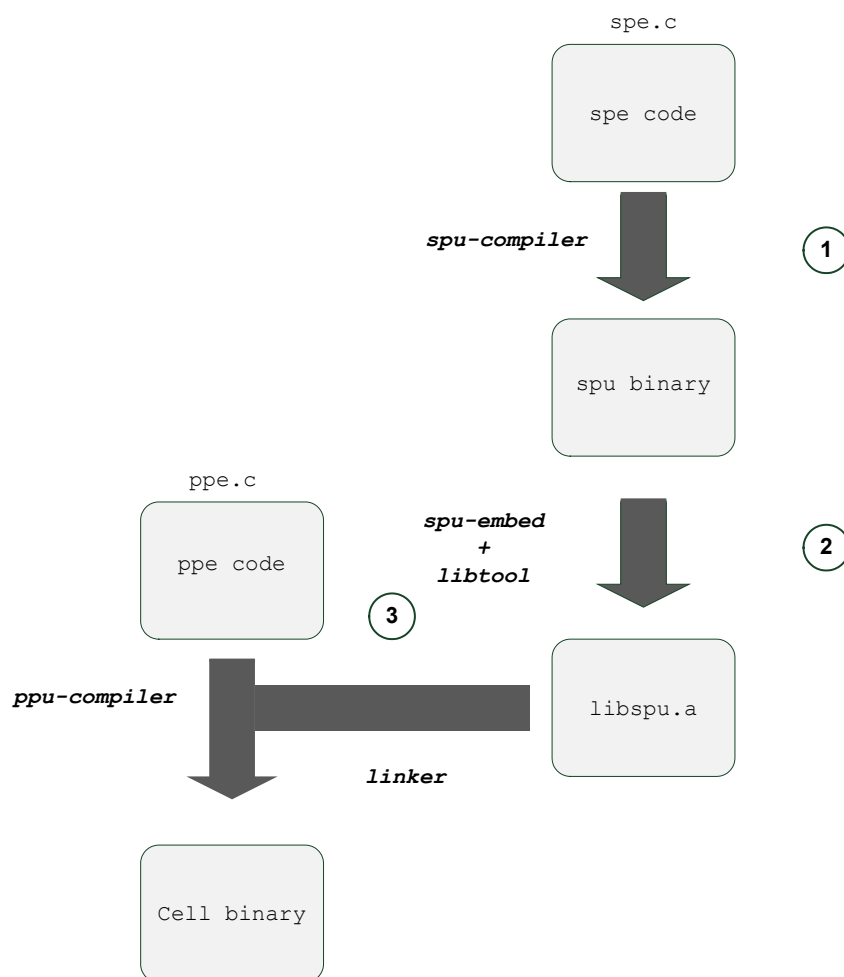 spe.c
spe code
spu-compiler
1
spu binary
ppe.c
ppe code
spu-embed
+
libtool
2
3
ppu-compiler
libspu.a
linker
Cell binary